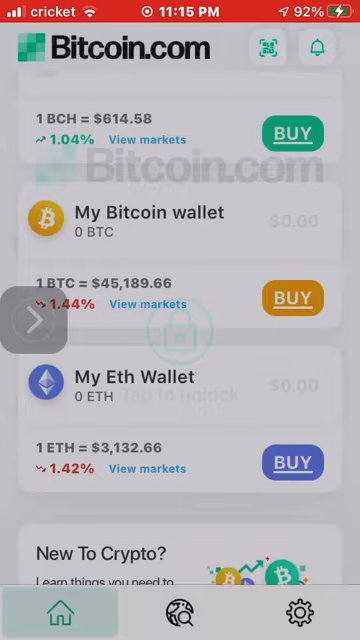 cricket 11:15 PM 92%
Bitcoin.com
1 BCH = $614.58
1.04% View markets BUY
Bitcoin.com
My Bitcoin wallet
$0.00
0 BTC
1 BTC = $45,189.66
1.44% View markets BUY
My Eth Wallet
$0.00
0 ETH
Tap to unlock
1 ETH = $3,132.66
1.42% View markets BUY
New To Crypto?
Learn things you need to